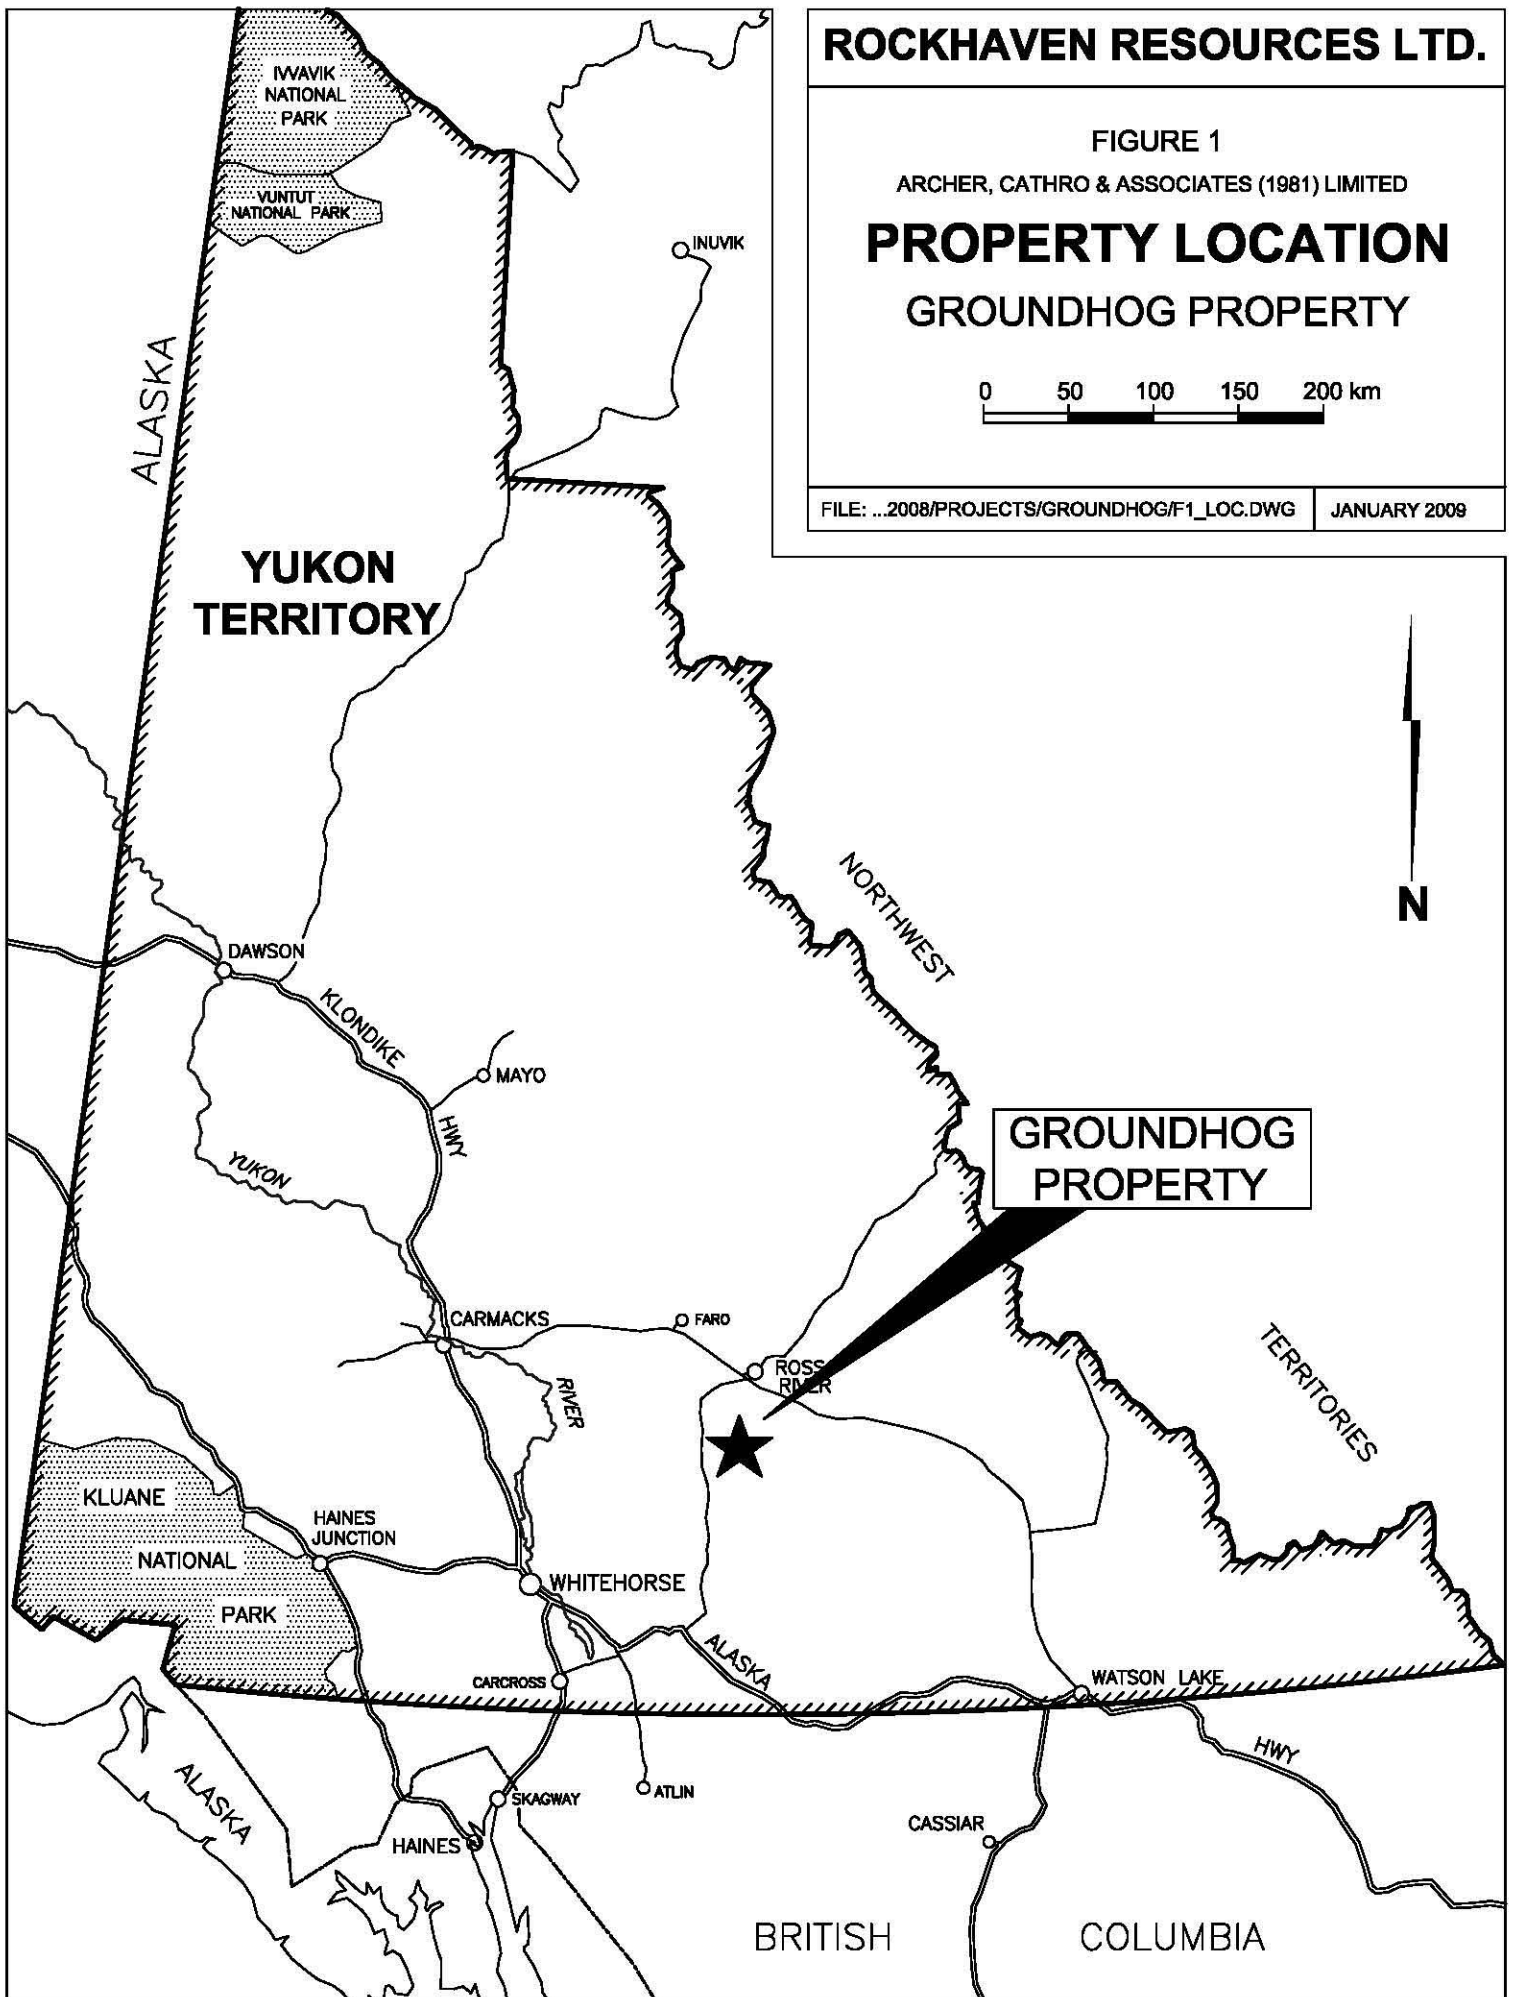 ROCKHAVEN RESOURCES LTD.
FIGURE 1
ARCHER, CATHRO & ASSOCIATES (1981) LIMITED
PROPERTY LOCATION
GROUNDHOG PROPERTY
0 50 100 150 200 km
FILE: ...2008/PROJECTS/GROUNDHOG/F1_LOC.DWG
JANUARY 2009
IVVAVIK
NATIONAL
PARK
VUNTUT
NATIONAL PARK
INUVIK
ALASKA
YUKON
TERRITORY
N
NORTHWEST
DAWSON
KLONDIKE
HWY
MAYO
YUKON
GROUNDHOG
PROPERTY
CARMACKS
FARO
ROSS
RIVER
RIVER
TERRITORIES
KLUANE
NATIONAL
PARK
HAINES
JUNCTION
WHITEHORSE
ALASKA
CARCROSS
WATSON LAKE
HWY
ALASKA
SKAGWAY
ATLIN
HAINES
CASSIAR
BRITISH COLUMBIA